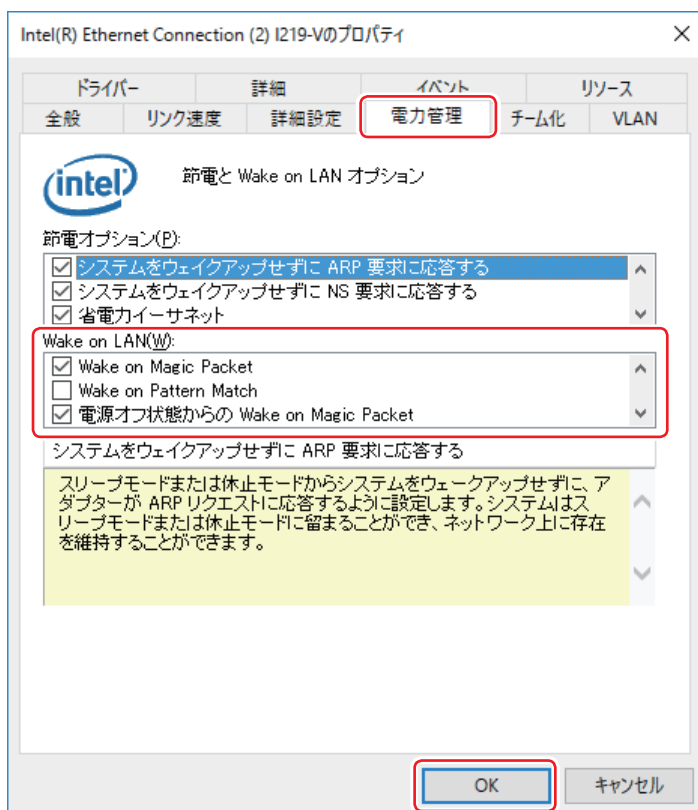 Intel(R) Ethernet Connection (2) I219-Vのプロパティ
ドライバー 詳細 イベント リソース
全般 リンク速度 詳細設定 電力管理 チーム化 VLAN
intel 節電と Wake on LAN オプション
節電オプション(P):
システムをウェイクアップせずに ARP 要求に応答する
システムをウェイクアップせずに NS 要求に応答する
省電力イーサネット
Wake on LAN(W):
Wake on Magic Packet
Wake on Pattern Match
電源オフ状態からの Wake on Magic Packet
システムをウェイクアップせずに ARP 要求に応答する
スリープモードまたは休止モードからシステムをウェークアップせずに、ア
ダプターが ARP リクエストに応答するように設定します。システムはス
リープモードまたは休止モードに留まることができ、ネットワーク上に存在
を維持することができます。
OK キャンセル